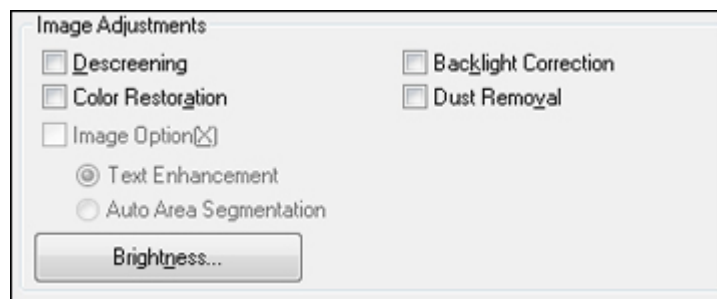 Image Adjustments
Descreening
Backlight Correction
Color Restoration
Dust Removal
Image Option(X)
Text Enhancement
Auto Area Segmentation
Brightness...